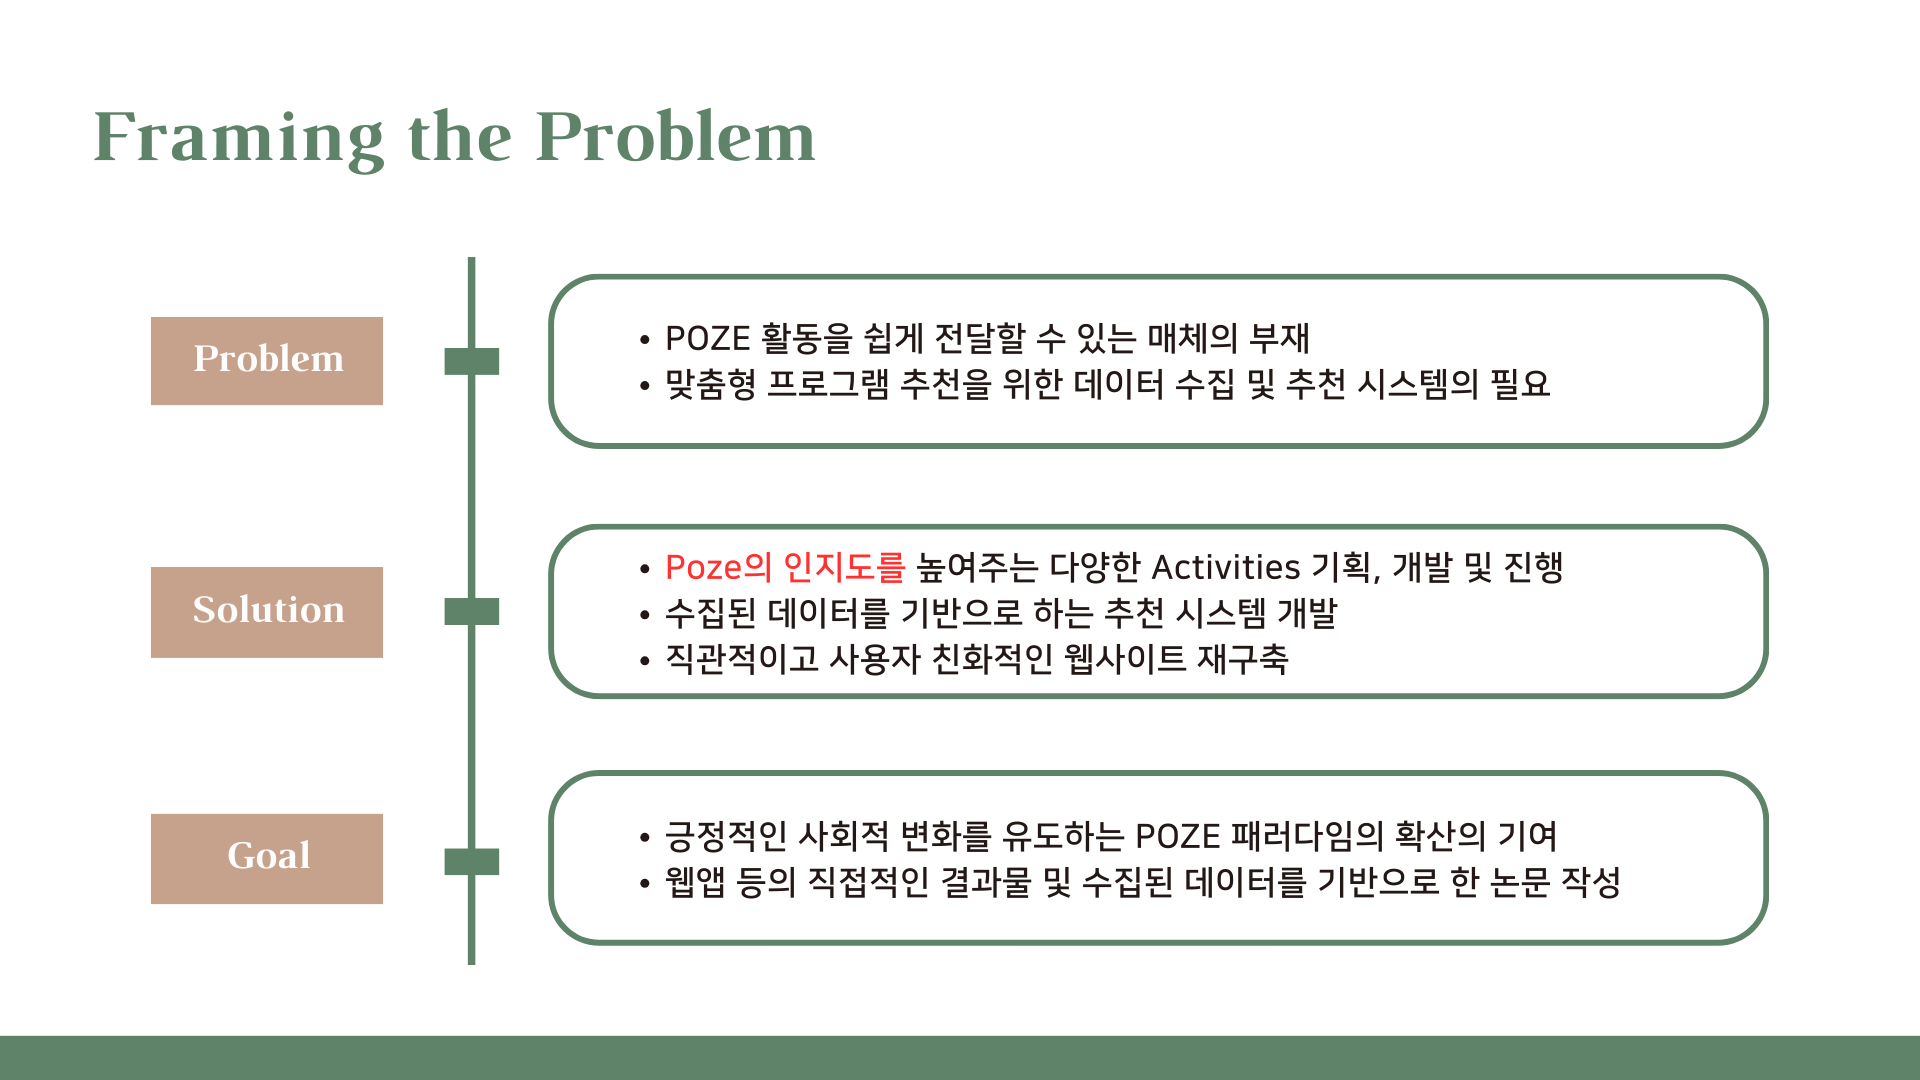 Framing the Problem
Problem
• POZE 활동을 쉽게 전달할 수 있는 매체의 부재
• 맞춤형 프로그램 추천을 위한 데이터 수집 및 추천 시스템의 필요
Solution
• Poze의 인지도를 높여주는 다양한 Activities 기획, 개발 및 진행
• 수집된 데이터를 기반으로 하는 추천 시스템 개발
• 직관적이고 사용자 친화적인 웹사이트 재구축
Goal
• 긍정적인 사회적 변화를 유도하는 POZE 패러다임의 확산의 기여
• 웹앱 등의 직접적인 결과물 및 수집된 데이터를 기반으로 한 논문 작성